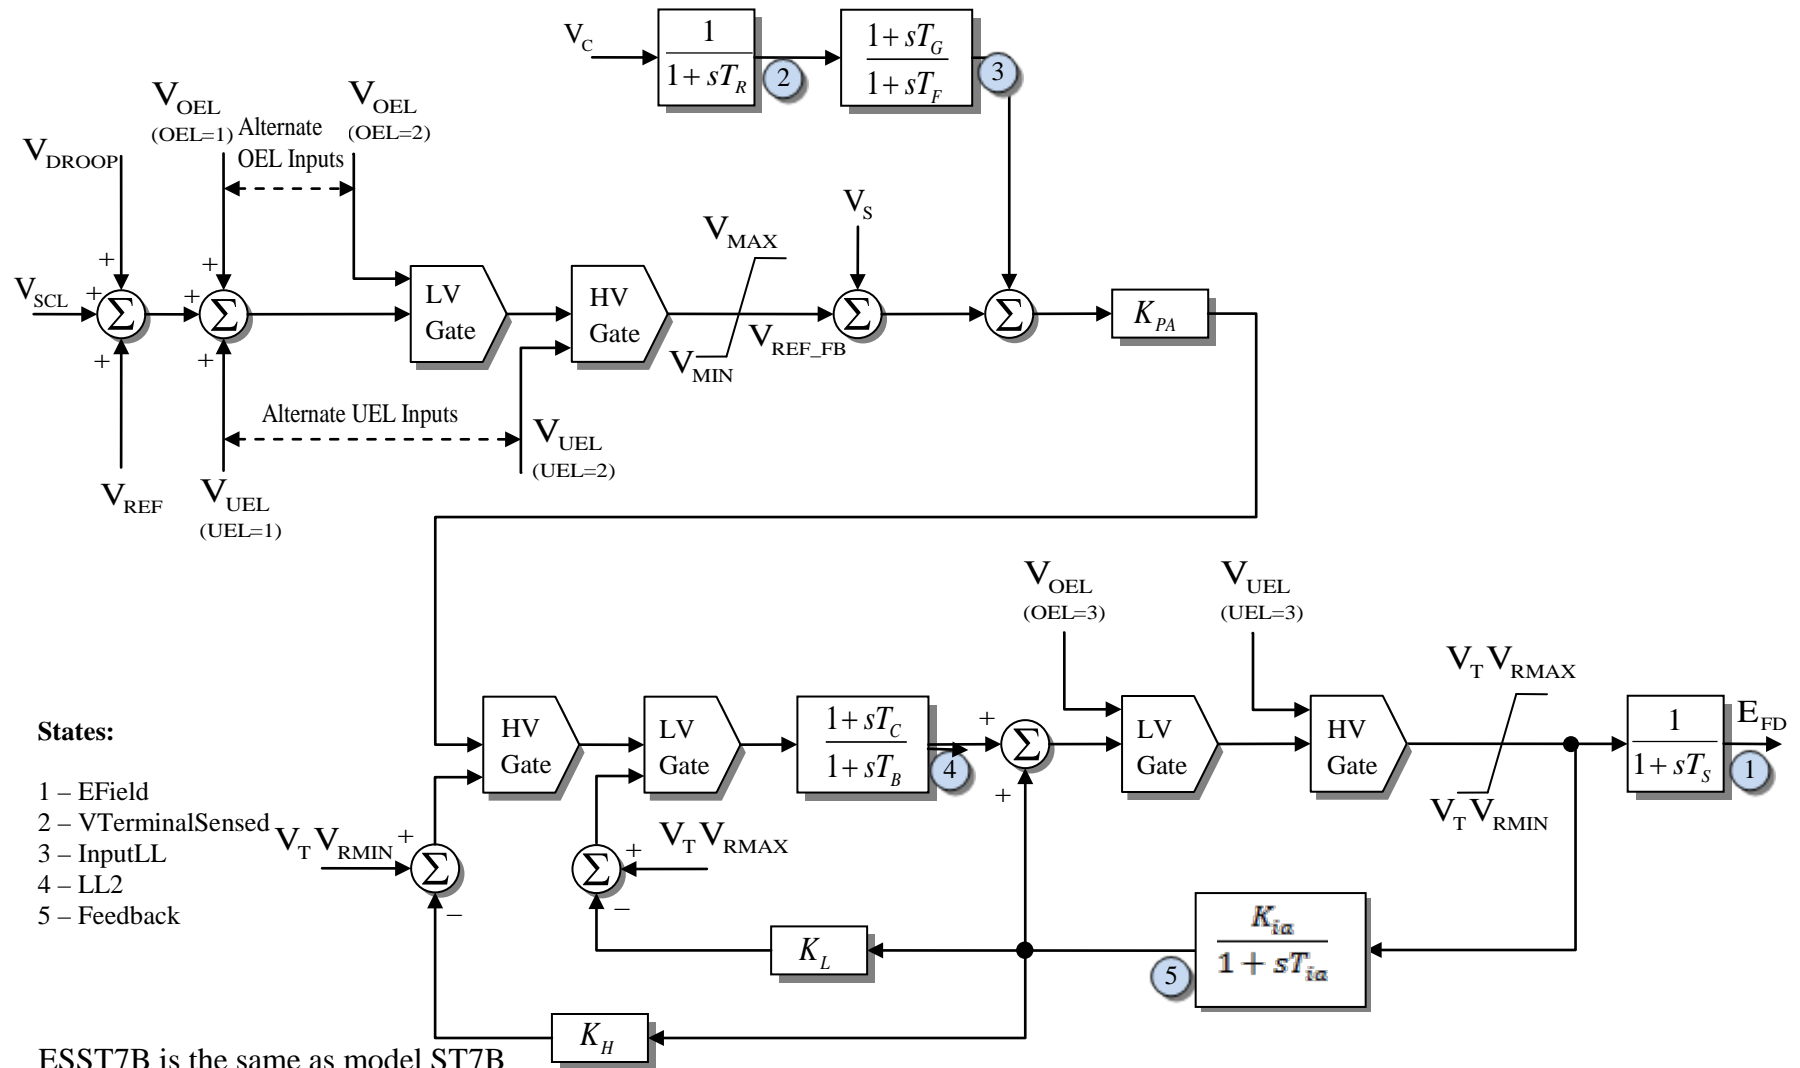 V_C
1
1 + sT_R
2
1 + sT_G
1 + sT_F
3
V_OEL
(OEL=1)
Alternate
OEL Inputs
V_OEL
(OEL=2)
V_DROOP
V_SCL
+
+
+
Σ
+
+
+
Σ
V_REF
V_UEL
(UEL=1)
Alternate UEL Inputs
LV
Gate
HV
Gate
V_UEL
(UEL=2)
V_MAX
V_MIN
V_REF_FB
V_S
Σ
Σ
K_PA
V_OEL
(OEL=3)
V_UEL
(UEL=3)
HV
Gate
LV
Gate
1 + sT_C
1 + sT_B
4
+
+
Σ
LV
Gate
HV
Gate
V_T V_RMAX
V_T V_RMIN
1
1 + sT_S
E_FD
1
States:
1 – EField
2 – VTerminalSensed
3 – InputLL
4 – LL2
5 – Feedback
V_T V_RMIN
+
–
Σ
Σ
+
–
V_T V_RMAX
K_L
K_H
5
K_ia
1 + sT_ia
ESST7B is the same as model ST7B